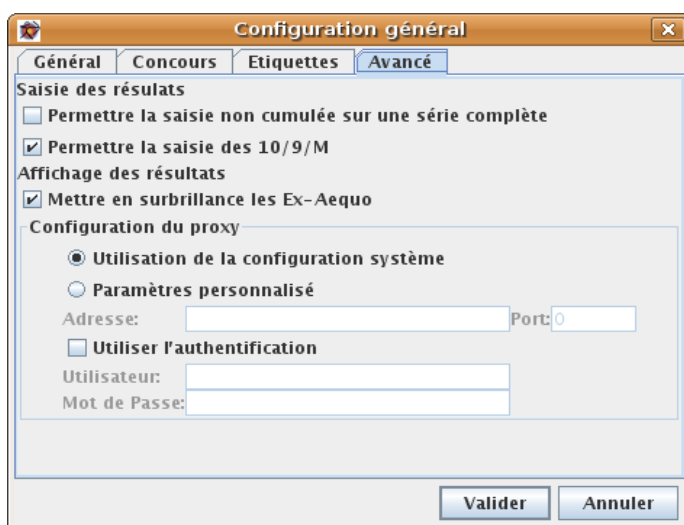 Configuration général
Général Concours Etiquettes Avancé
Saisie des résulats
Permettre la saisie non cumulée sur une série complète
Permettre la saisie des 10/9/M
Affichage des résultats
Mettre en surbrillance les Ex-Aequo
Configuration du proxy
Utilisation de la configuration système
Paramètres personnalisé
Adresse: Port: 0
Utiliser l'authentification
Utilisateur:
Mot de Passe:
Valider Annuler